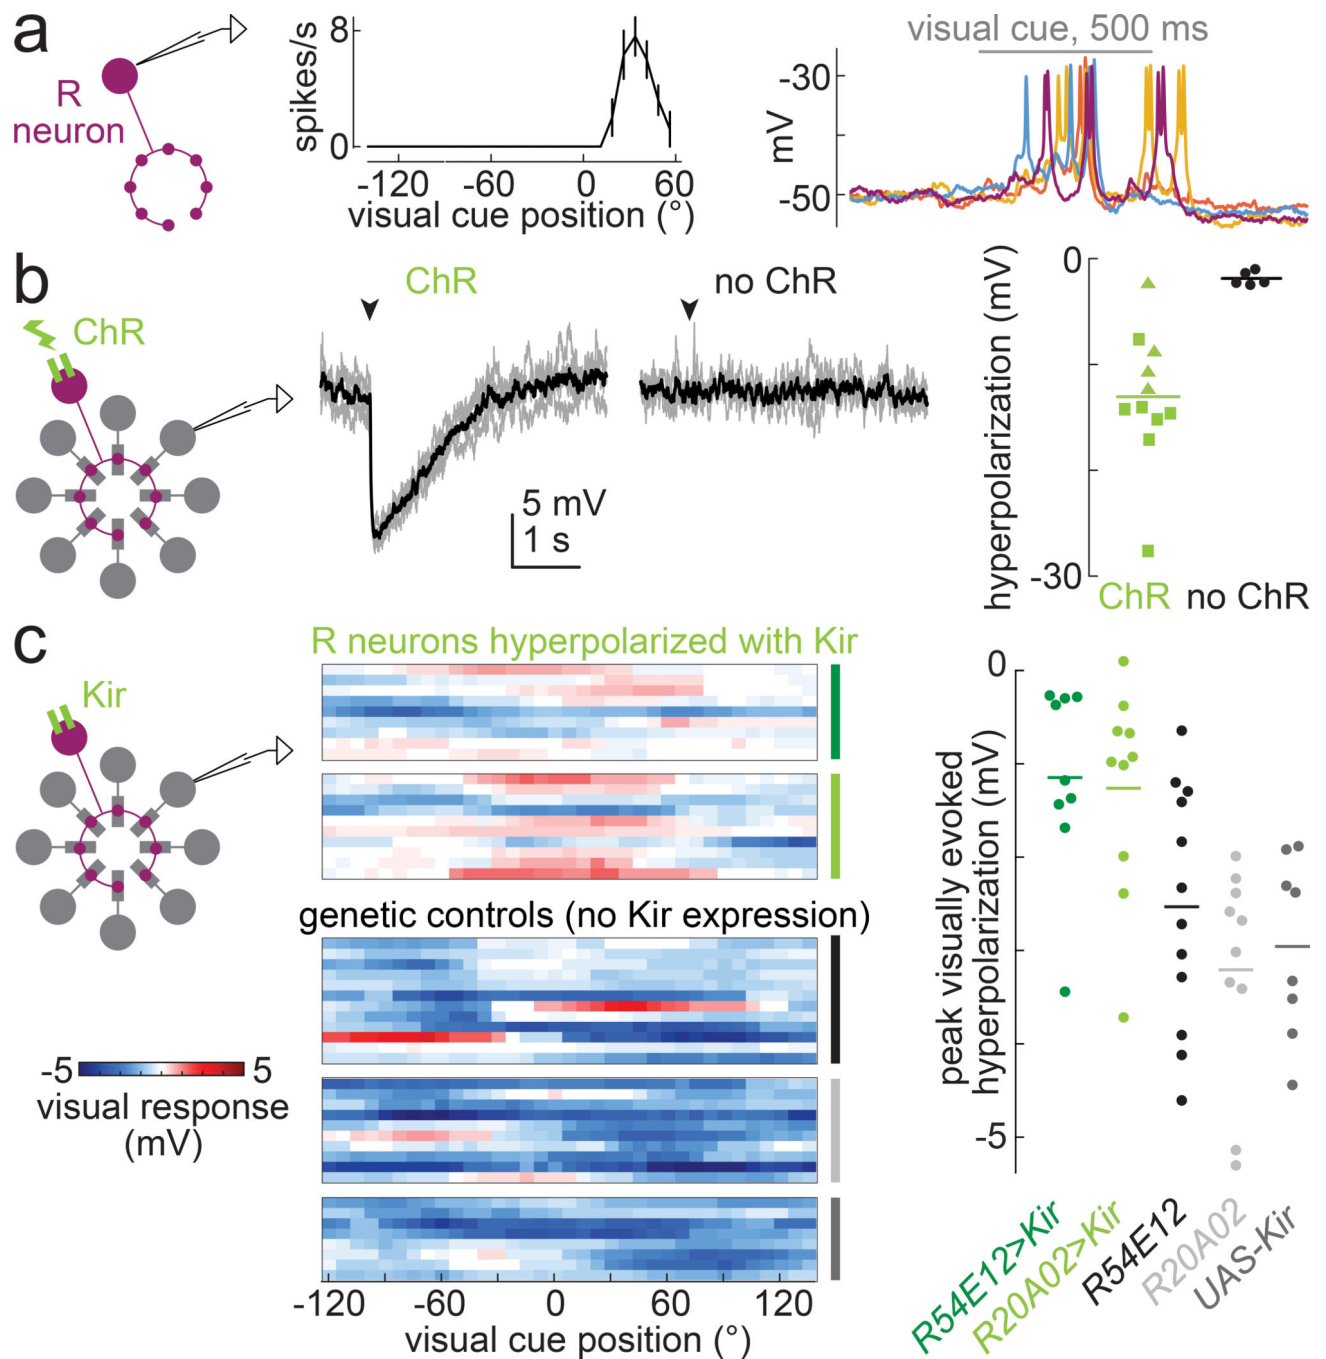 a
R
neuron
spikes/s
8
0
-120 -60 0 60
visual cue position (°)
visual cue, 500 ms
mV
-30
-50
b
ChR
ChR
no ChR
5 mV
1 s
hyperpolarization (mV)
0
-30
ChR no ChR
c
Kir
R neurons hyperpolarized with Kir
genetic controls (no Kir expression)
-5 5
visual response
(mV)
-120 -60 0 60 120
visual cue position (°)
peak visually evoked
hyperpolarization (mV)
0
-5
R54E12>Kir
R20A02>Kir
R54E12
R20A02
UAS-Kir